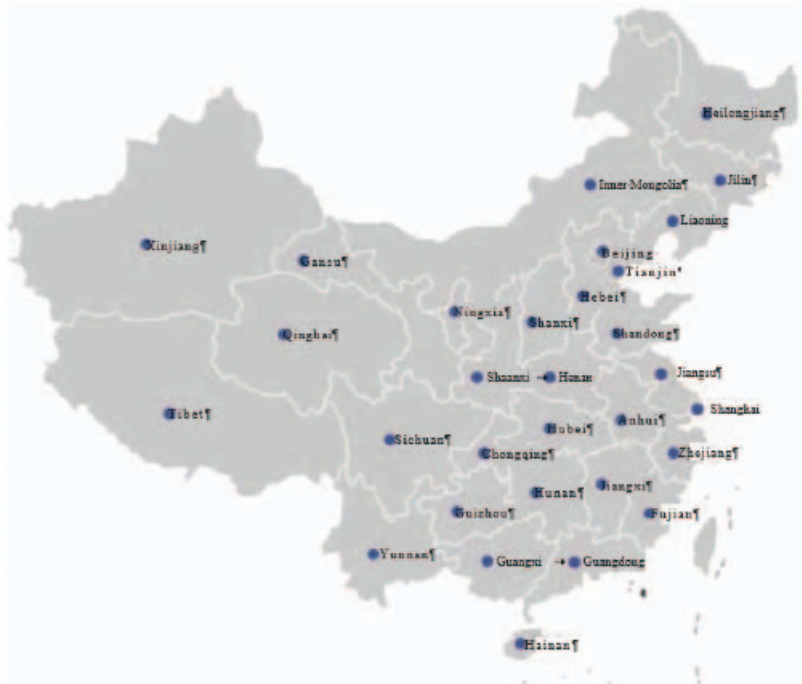 Heilongjiang¶
Inner·Mongolia¶
Jilin¶
Liaoning
Xinjiang¶
Gansu¶
Beijing
Tianjin
Hebei¶
Ningxia¶
Shanxi¶
Qinghai¶
Shandong¶
Shaanxi → Henan
Jiangsu¶
Shanghai
Tibet¶
Hubei¶
Anhui¶
Sichuan¶
Chongqing¶
Zhejiang¶
Hunan¶
Jiangxi¶
Guizhou¶
Fujian¶
Yunnan¶
Guangxi → Guangdong
Hainan¶